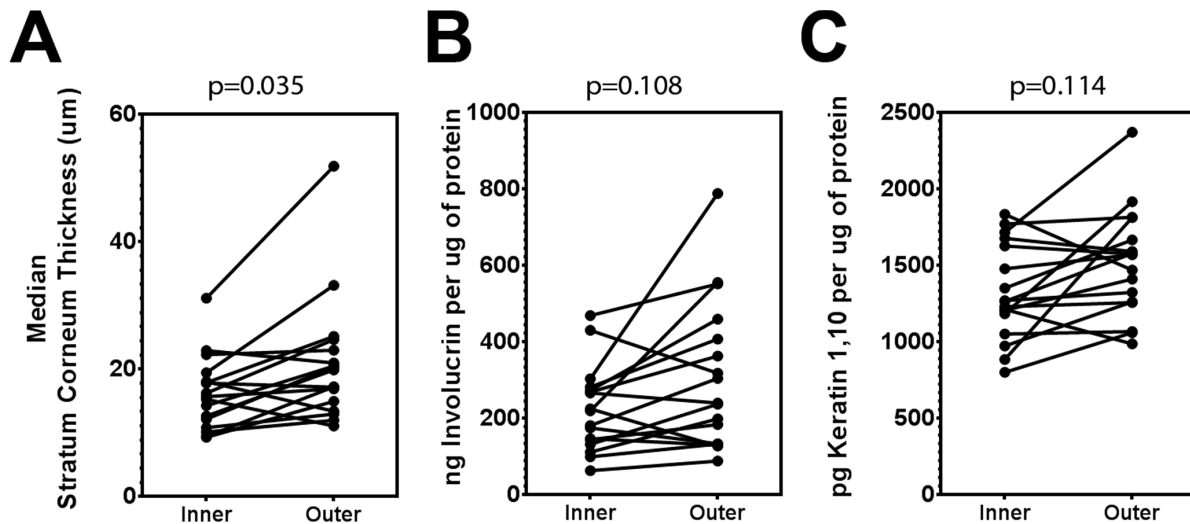 A
B
C
p=0.035
p=0.108
p=0.114
Median
Stratum Corneum Thickness (um)
60
40
20
0
Inner
Outer
ng Involucrin per ug of protein
1000
800
600
400
200
0
Inner
Outer
pg Keratin 1,10 per ug of protein
2500
2000
1500
1000
500
0
Inner
Outer